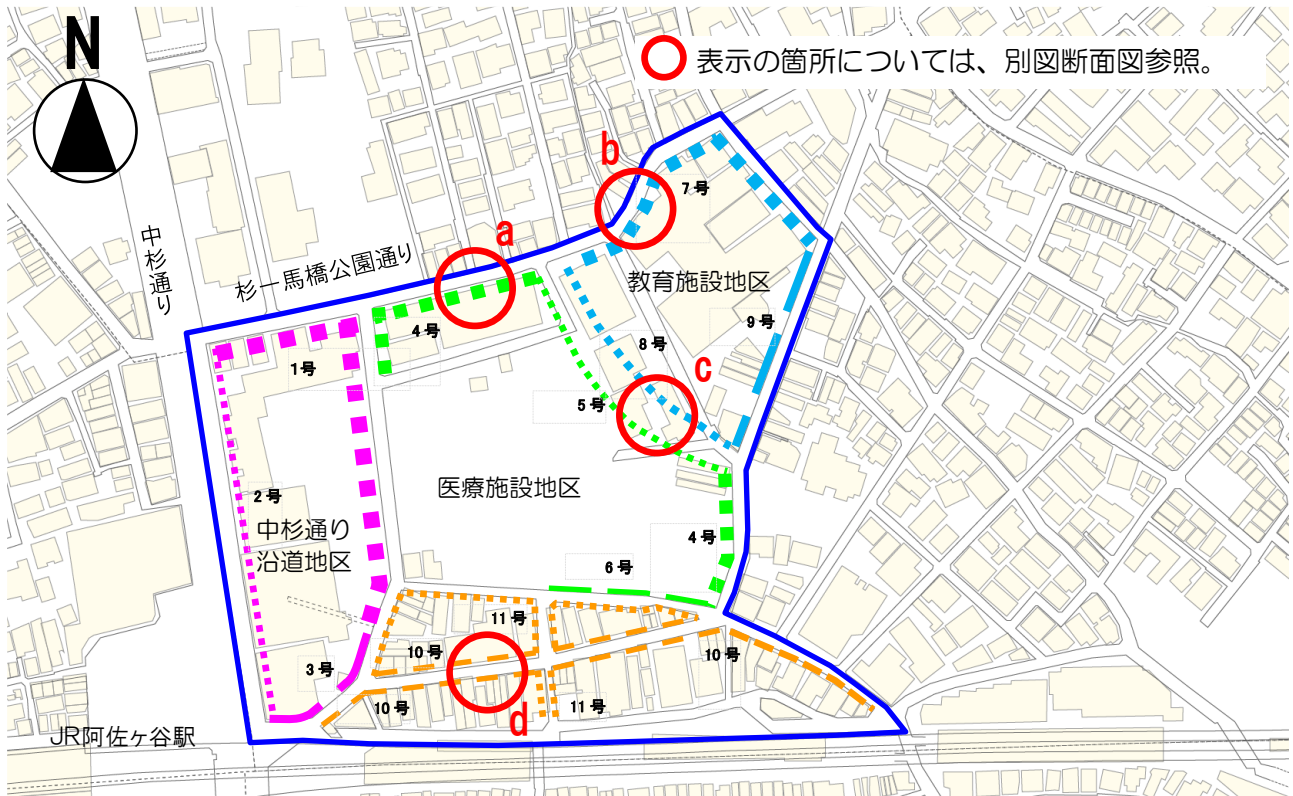 N
表示の箇所については、別図断面図参照。
b
7号
a
中杉通り
杉一馬橋公園通り
教育施設地区
4号
9号
8号
1号
c
5号
医療施設地区
2号
中杉通り
沿道地区
4号
6号
11号
10号
10号
3号
10号
11号
d
JR阿佐ヶ谷駅